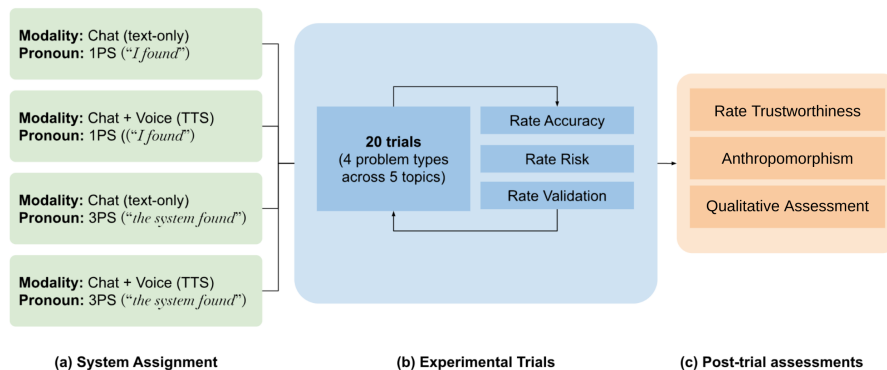 Modality: Chat (text-only)
Pronoun: 1PS (“I found”)
Modality: Chat + Voice (TTS)
Pronoun: 1PS ((“I found”)
Modality: Chat (text-only)
Pronoun: 3PS (“the system found”)
Modality: Chat + Voice (TTS)
Pronoun: 3PS (“the system found”)
20 trials
(4 problem types
across 5 topics)
Rate Accuracy
Rate Risk
Rate Validation
Rate Trustworthiness
Anthropomorphism
Qualitative Assessment
(a) System Assignment
(b) Experimental Trials
(c) Post-trial assessments